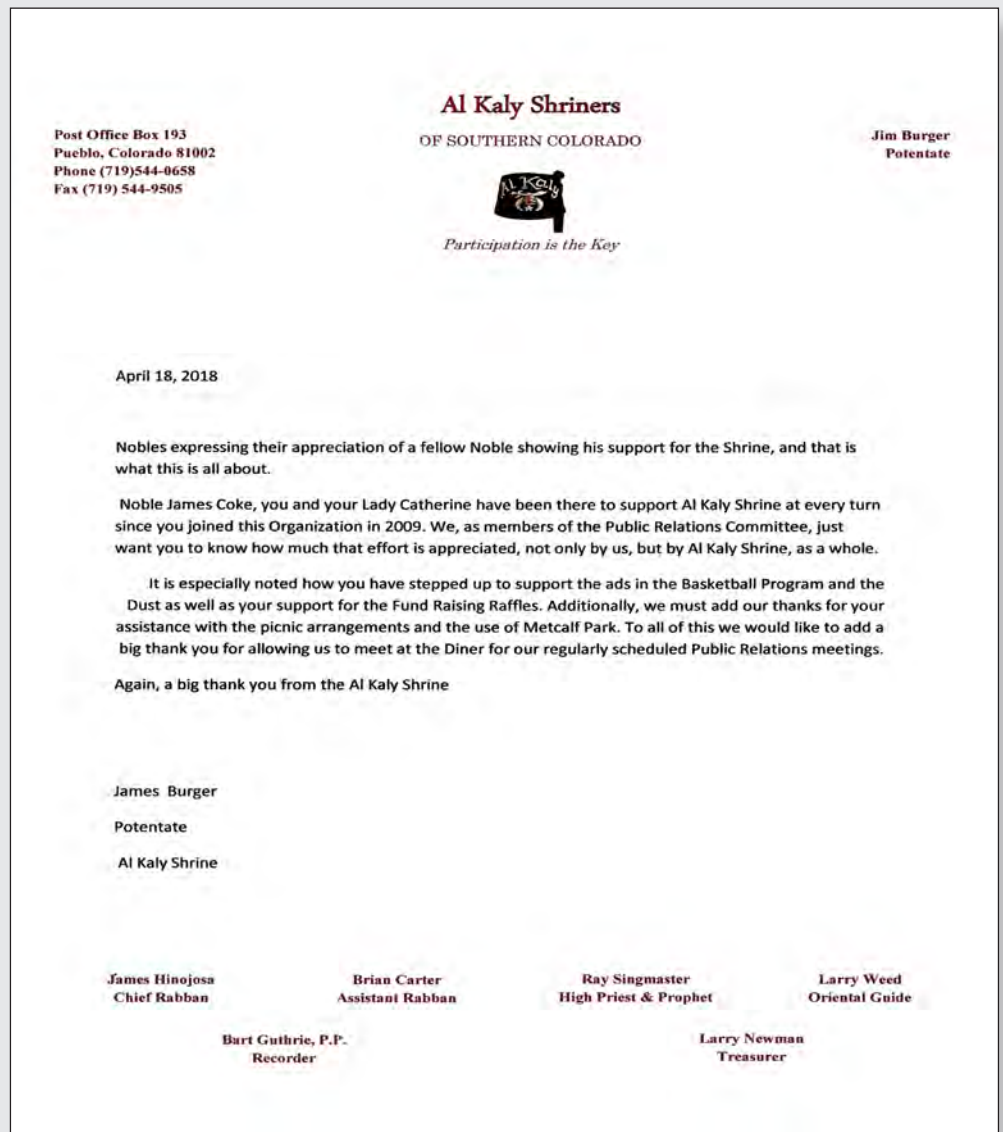 Al Kaly Shriners
OF SOUTHERN COLORADO
Post Office Box 193
Pueblo, Colorado 81002
Phone (719)544-0658
Fax (719) 544-9505
Jim Burger
Potentate
Al Kaly
Participation is the Key
April 18, 2018
Nobles expressing their appreciation of a fellow Noble showing his support for the Shrine, and that is
what this is all about.
Noble James Coke, you and your Lady Catherine have been there to support Al Kaly Shrine at every turn
since you joined this Organization in 2009. We, as members of the Public Relations Committee, just
want you to know how much that effort is appreciated, not only by us, but by Al Kaly Shrine, as a whole.
It is especially noted how you have stepped up to support the ads in the Basketball Program and the
Dust as well as your support for the Fund Raising Raffles. Additionally, we must add our thanks for your
assistance with the picnic arrangements and the use of Metcalf Park. To all of this we would like to add a
big thank you for allowing us to meet at the Diner for our regularly scheduled Public Relations meetings.
Again, a big thank you from the Al Kaly Shrine
James Burger
Potentate
Al Kaly Shrine
James Hinojosa
Chief Rabban
Brian Carter
Assistant Rabban
Ray Singmaster
High Priest & Prophet
Larry Weed
Oriental Guide
Bart Guthrie, P.P.
Recorder
Larry Newman
Treasurer